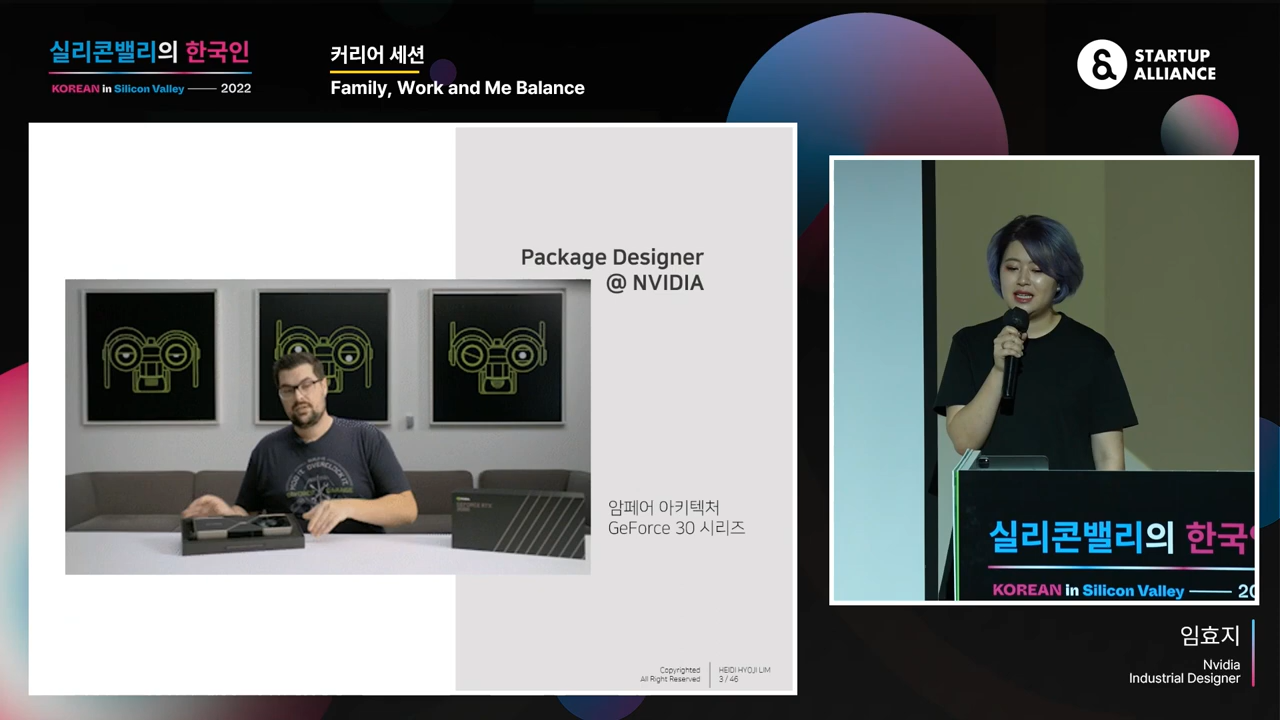 실리콘밸리의 한국인
KOREAN in Silicon Valley 2022
커리어 세션
Family, Work and Me Balance
STARTUP
ALLIANCE
Package Designer
@ NVIDIA
암페어 아키텍처
GeForce 30 시리즈
Copyrighted
All Right Reserved
HEIDI HYOJI LIM
3 / 46
실리콘밸리의 한국
KOREAN in Silicon Valley
임효지
Nvidia
Industrial Designer